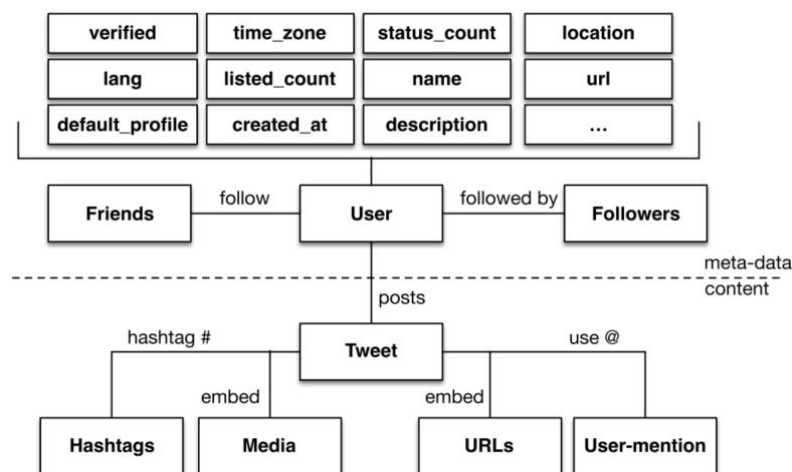 verified time_zone status_count location
lang listed_count name url
default_profile created_at description ...
Friends follow User followed by Followers
meta-data
content
posts
hashtag # Tweet use @
embed embed
Hashtags Media URLs User-mention